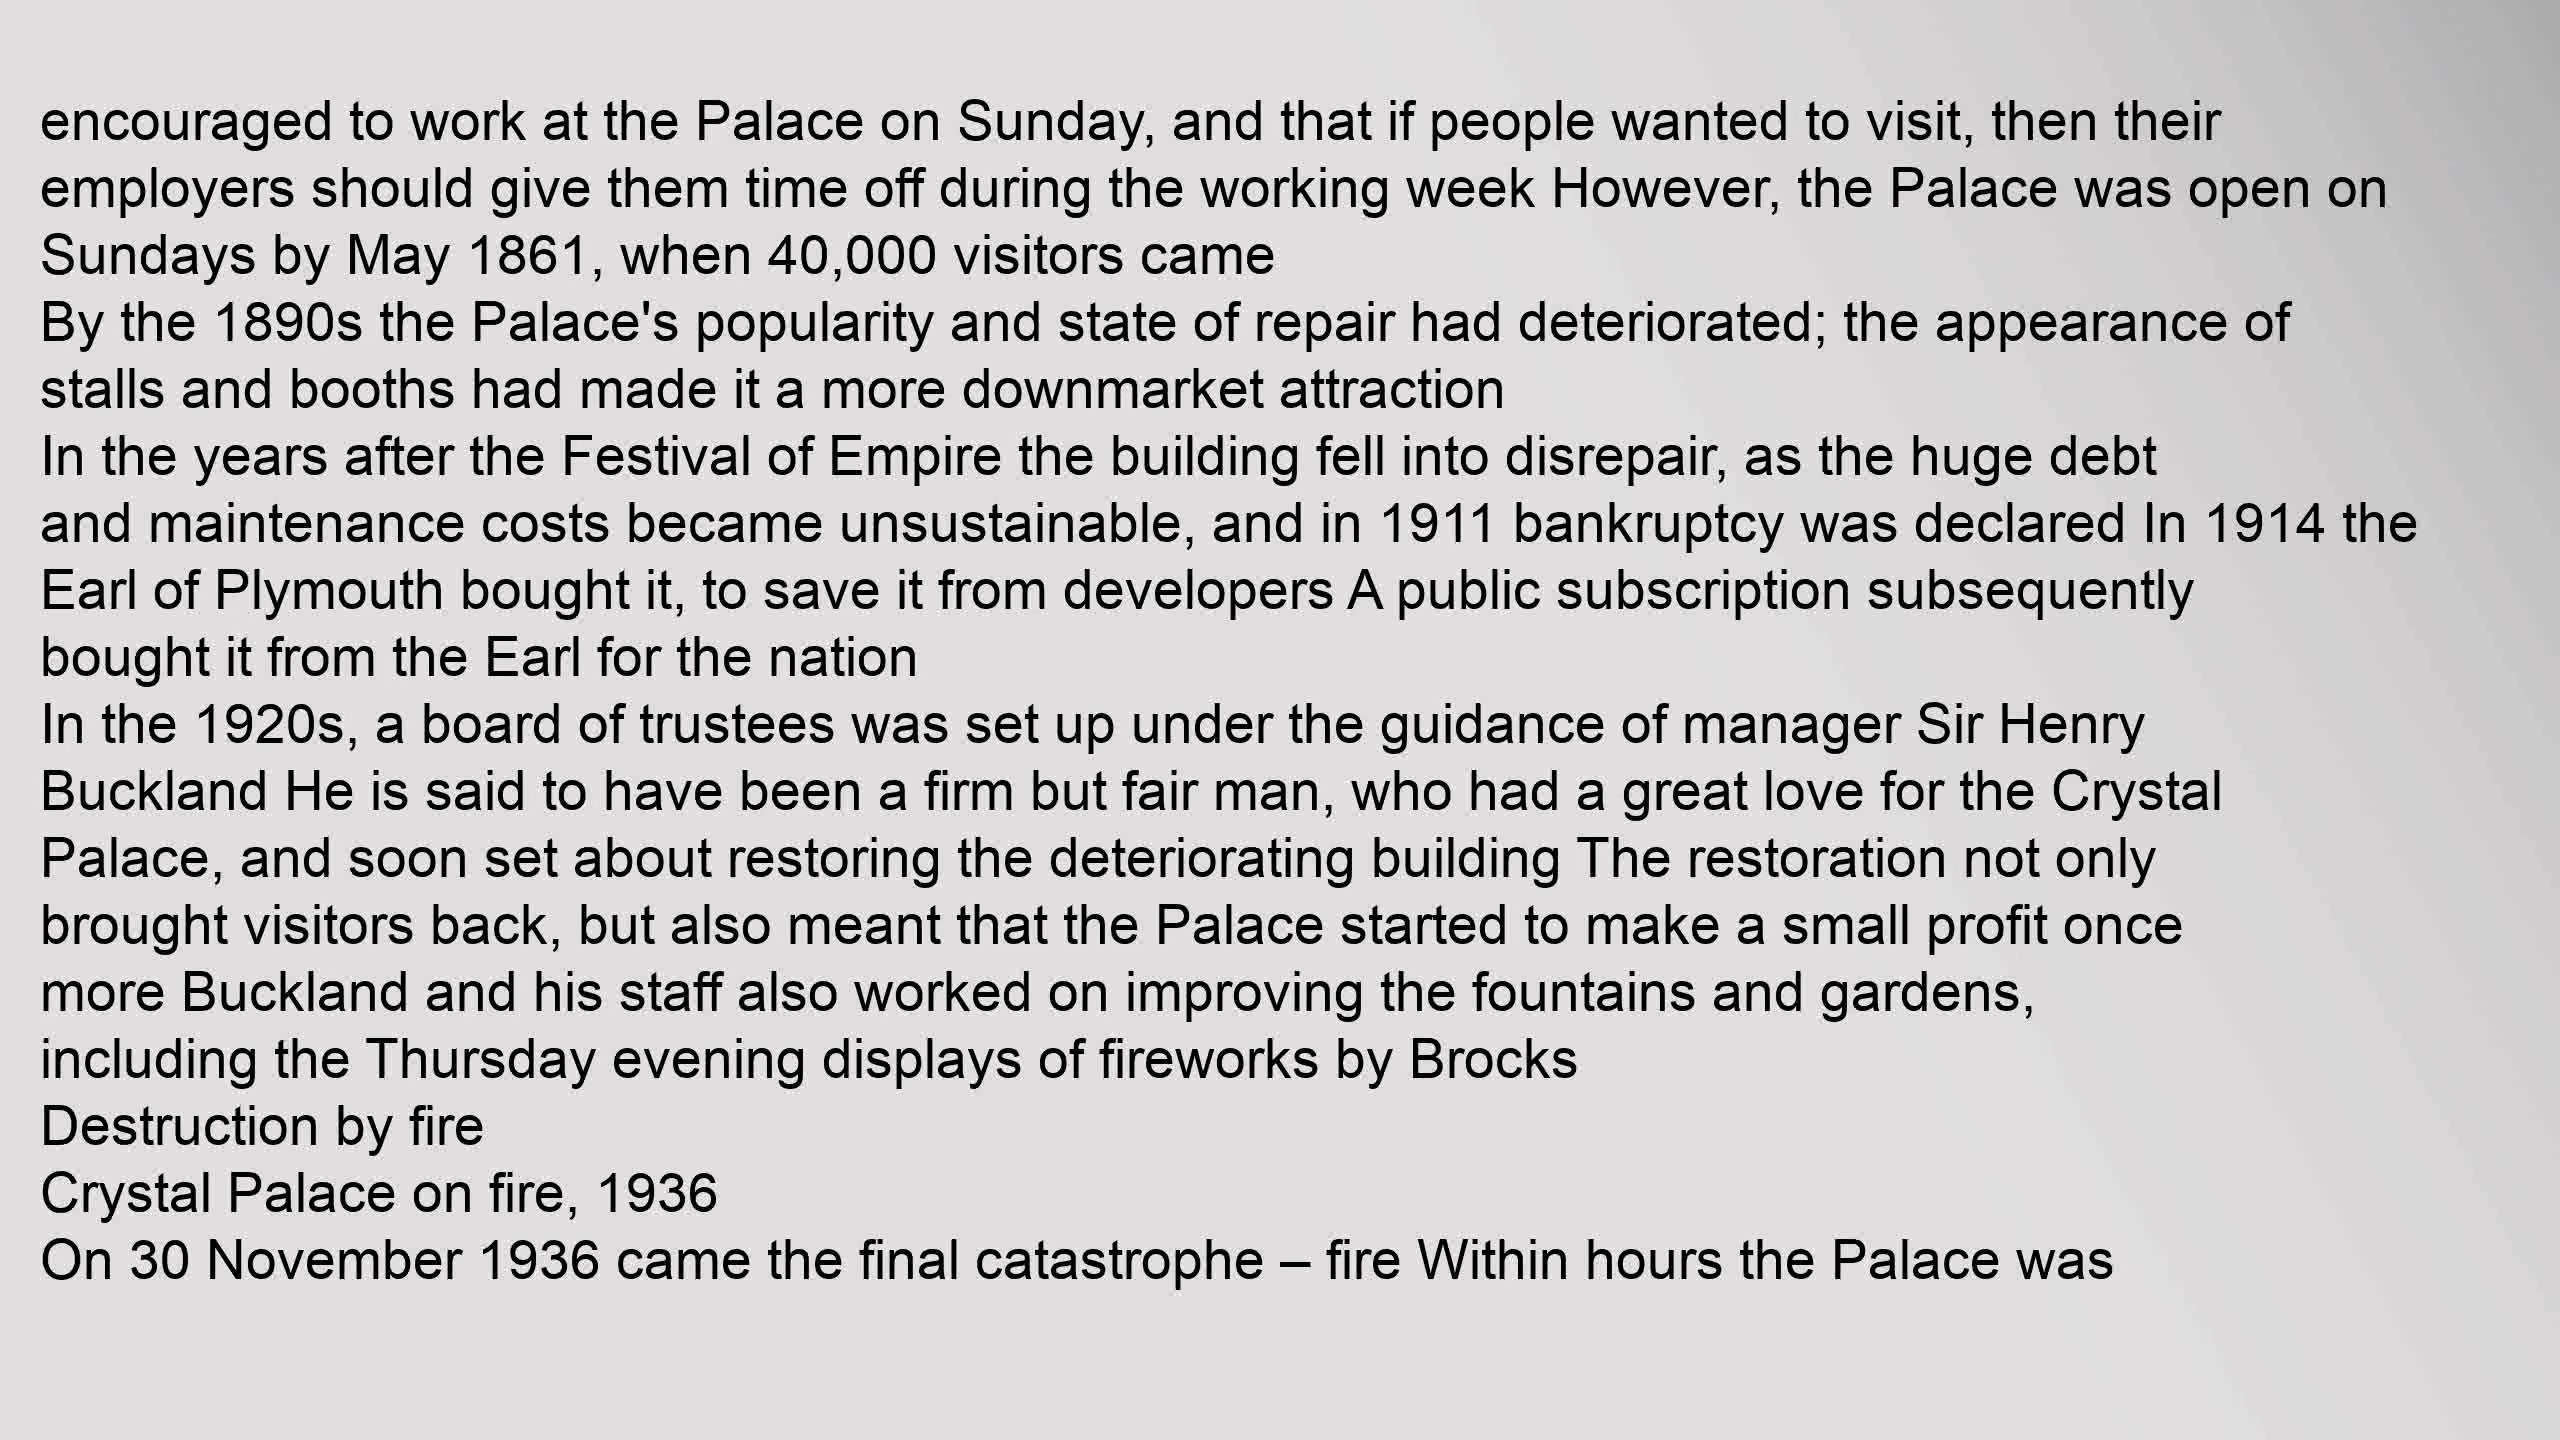 encouraged to work at the Palace on Sunday, and that if people wanted to visit, then their
employers should give them time off during the working week However, the Palace was open on
Sundays by May 1861, when 40,000 visitors came
By the 1890s the Palace's popularity and state of repair had deteriorated; the appearance of
stalls and booths had made it a more downmarket attraction
In the years after the Festival of Empire the building fell into disrepair, as the huge debt
and maintenance costs became unsustainable, and in 1911 bankruptcy was declared In 1914 the
Earl of Plymouth bought it, to save it from developers A public subscription subsequently
bought it from the Earl for the nation
In the 1920s, a board of trustees was set up under the guidance of manager Sir Henry
Buckland He is said to have been a firm but fair man, who had a great love for the Crystal
Palace, and soon set about restoring the deteriorating building The restoration not only
brought visitors back, but also meant that the Palace started to make a small profit once
more Buckland and his staff also worked on improving the fountains and gardens,
including the Thursday evening displays of fireworks by Brocks
Destruction by fire
Crystal Palace on fire, 1936
On 30 November 1936 came the final catastrophe – fire Within hours the Palace was